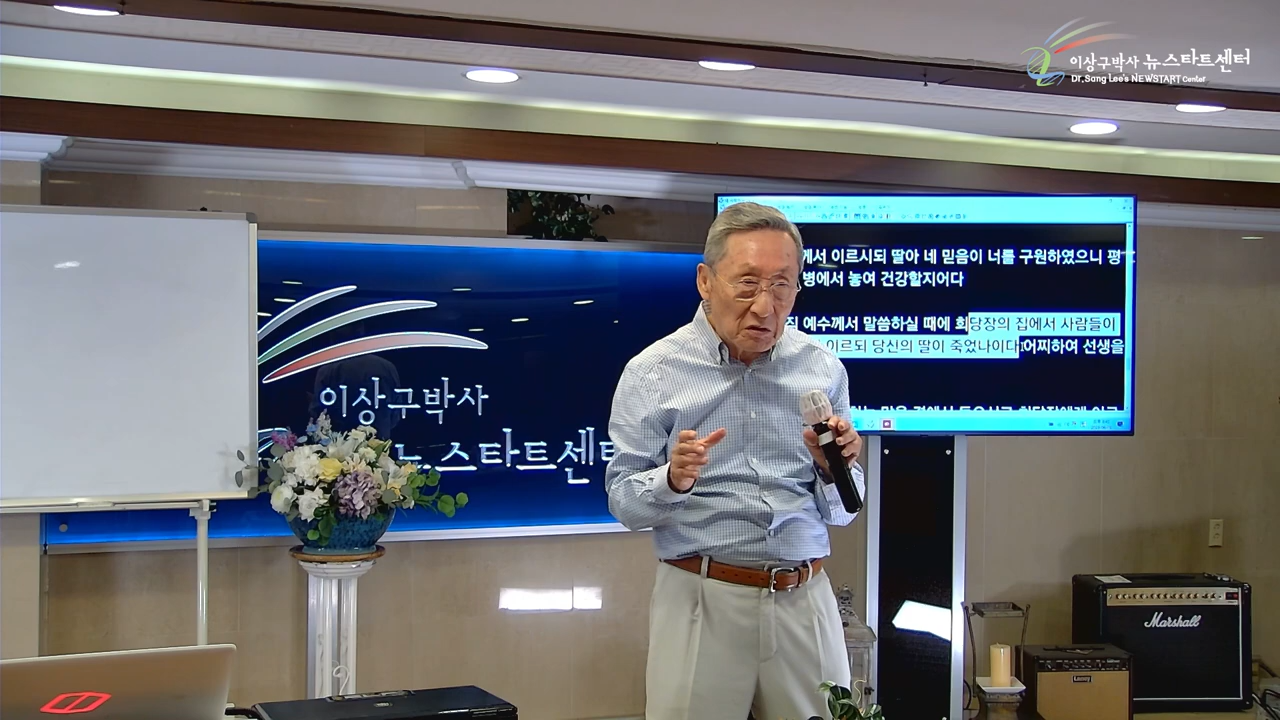 이상구박사 뉴스타트센터
Dr. Sang Lee's NEWSTART Center
께서 이르시되 딸아 네 믿음이 너를 구원하였으니 평
병에서 놓여 건강할지어다
예수께서 말씀하실 때에 회당장의 집에서 사람들이
이르되 당신의 딸이 죽었나이다 어찌하여 선생을
이상구박사
뉴스타트센터
Marshall
Laney